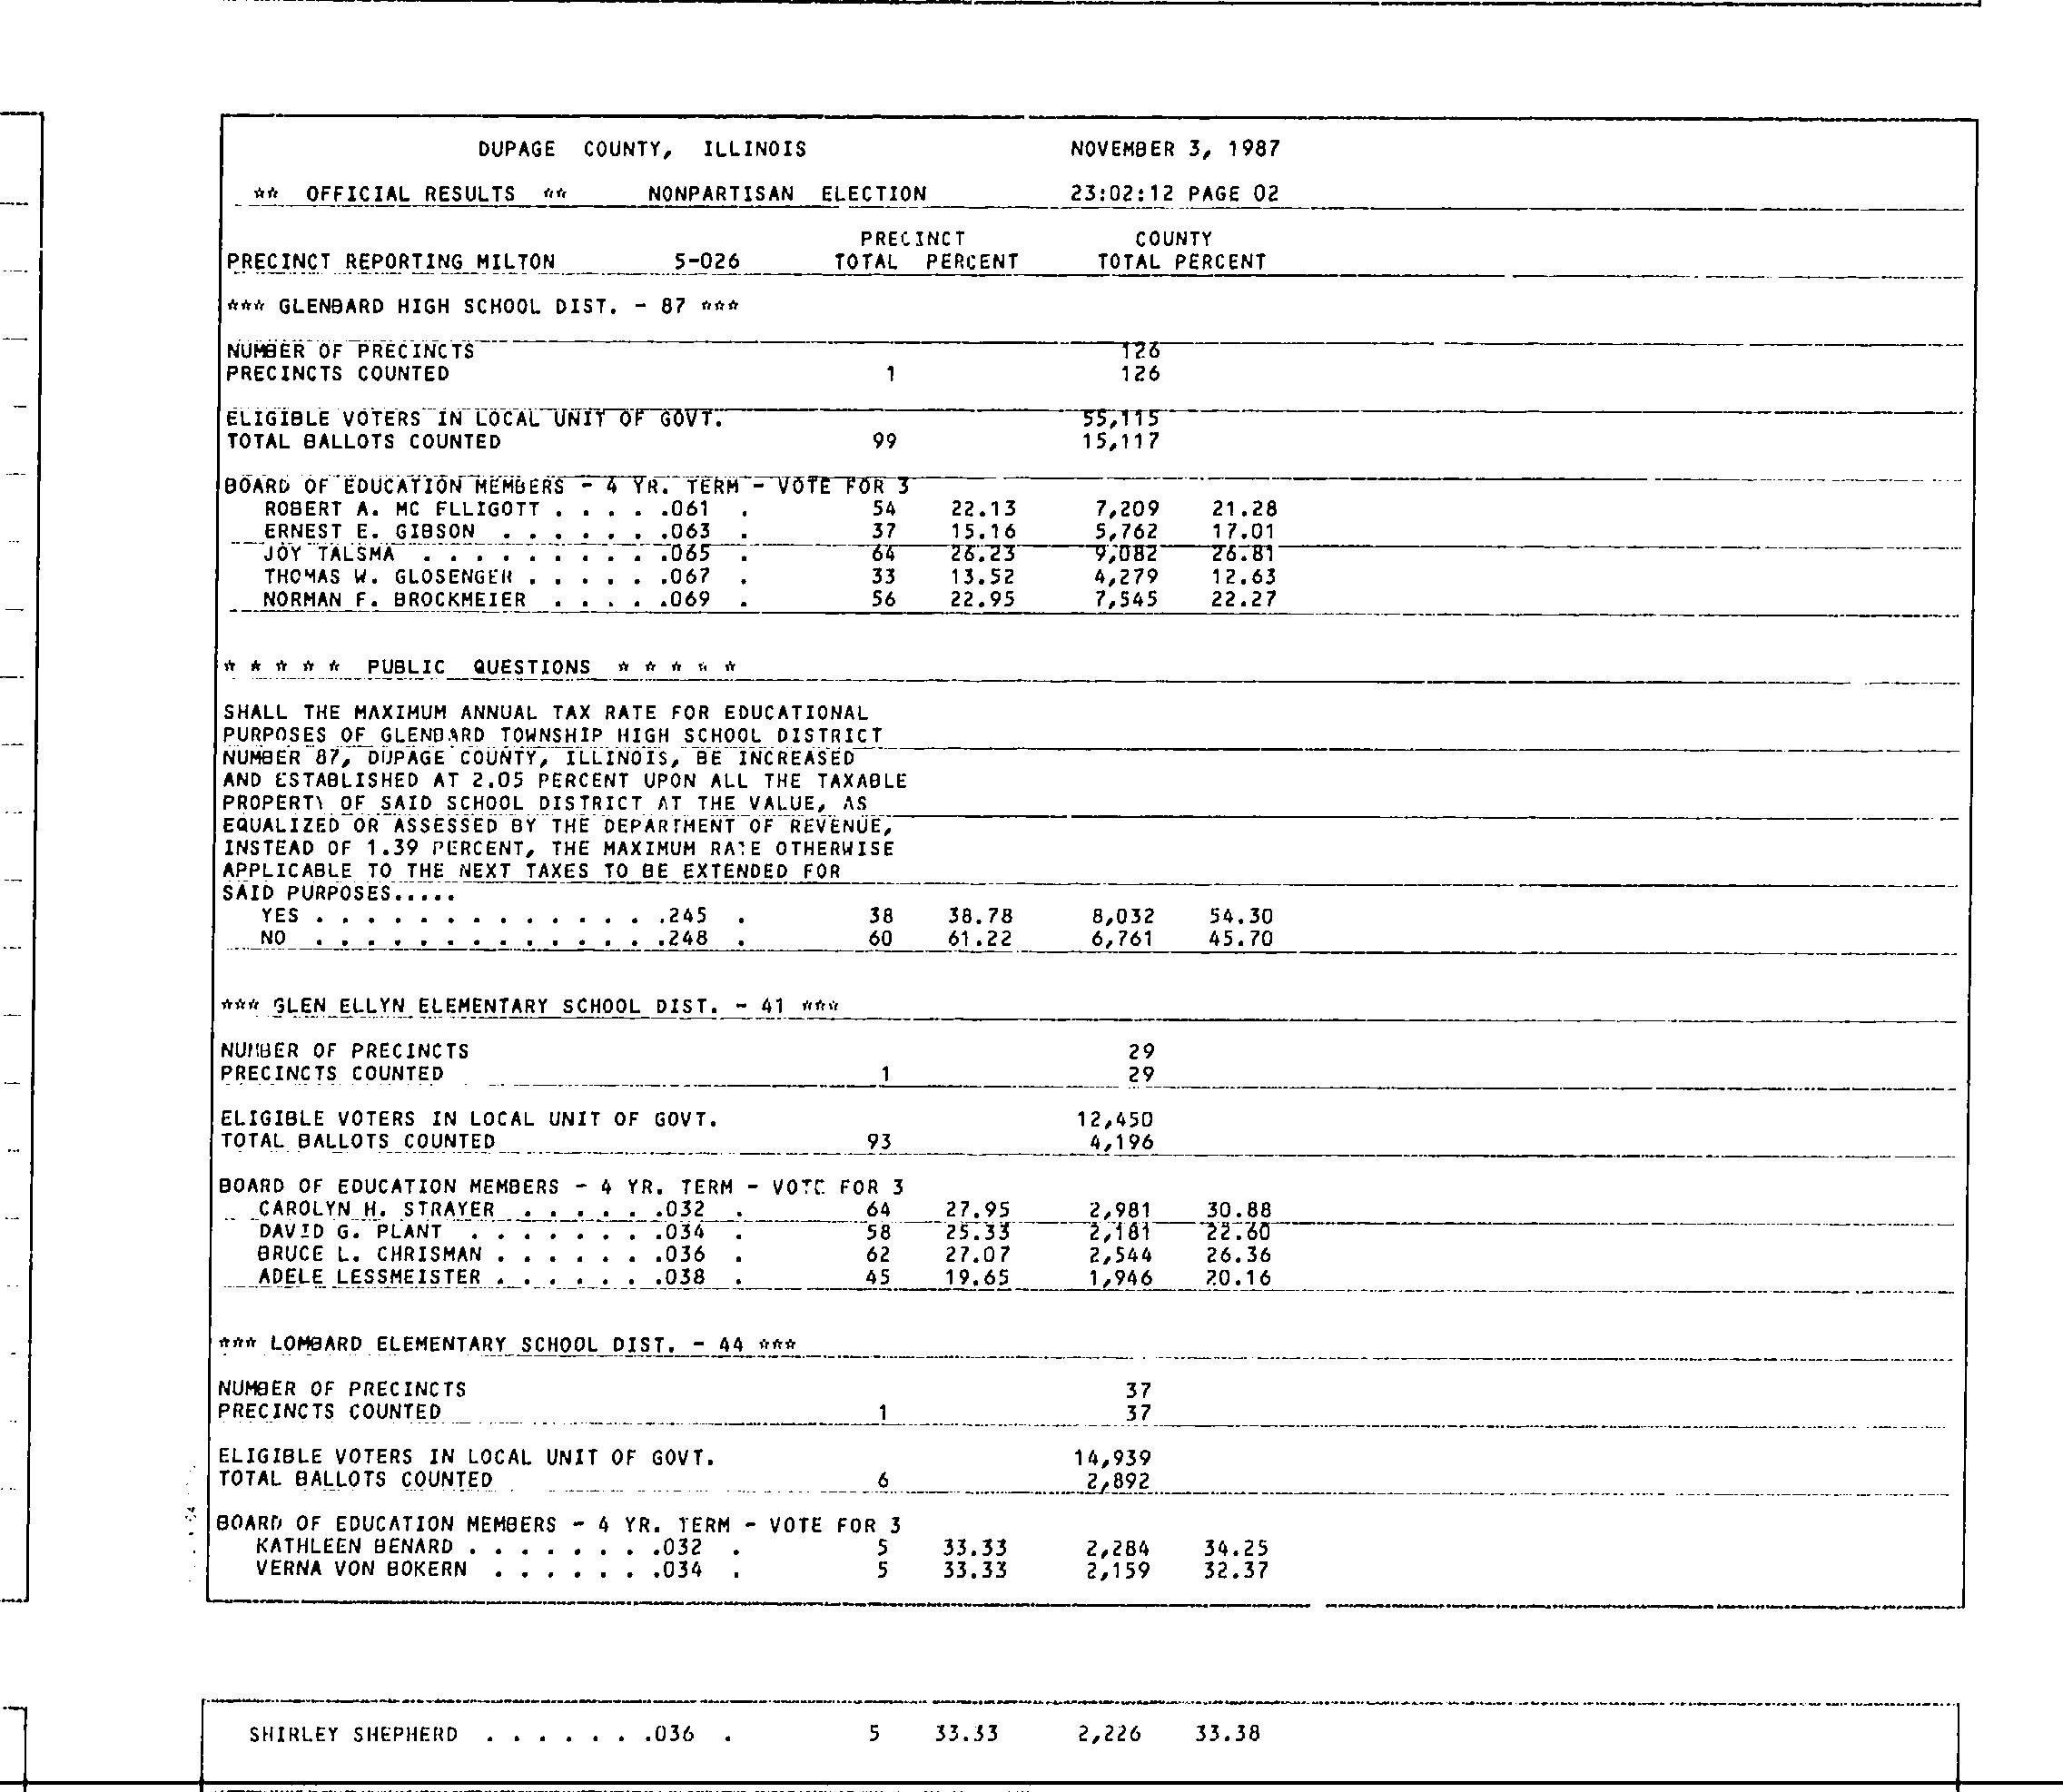 DUPAGE COUNTY, ILLINOIS NOVEMBER 3, 1987
** OFFICIAL RESULTS ** NONPARTISAN ELECTION 23:02:12 PAGE 02
PRECINCT COUNTY
PRECINCT REPORTING MILTON 5-026 TOTAL PERCENT TOTAL PERCENT
*** GLENBARD HIGH SCHOOL DIST. - 87 ***
NUMBER OF PRECINCTS 126
PRECINCTS COUNTED 1 126
ELIGIBLE VOTERS IN LOCAL UNIT OF GOVT. 55,115
TOTAL BALLOTS COUNTED 99 15,117
BOARD OF EDUCATION MEMBERS - 4 YR. TERM - VOTE FOR 3
ROBERT A. MC ELLIGOTT . . . . .061 . 54 22.13 7,209 21.28
ERNEST E. GIBSON . . . . . . .063 . 37 15.16 5,762 17.01
JOY TALSMA . . . . . . . . . .065 . 64 26.23 9,082 26.81
THOMAS W. GLOSENGER . . . . . .067 . 33 13.52 4,279 12.63
NORMAN F. BROCKMEIER . . . . .069 . 56 22.95 7,545 22.27
* * * * * PUBLIC QUESTIONS * * * * *
SHALL THE MAXIMUM ANNUAL TAX RATE FOR EDUCATIONAL
PURPOSES OF GLENBARD TOWNSHIP HIGH SCHOOL DISTRICT
NUMBER 87, DUPAGE COUNTY, ILLINOIS, BE INCREASED
AND ESTABLISHED AT 2.05 PERCENT UPON ALL THE TAXABLE
PROPERTY OF SAID SCHOOL DISTRICT AT THE VALUE, AS
EQUALIZED OR ASSESSED BY THE DEPARTMENT OF REVENUE,
INSTEAD OF 1.39 PERCENT, THE MAXIMUM RATE OTHERWISE
APPLICABLE TO THE NEXT TAXES TO BE EXTENDED FOR
SAID PURPOSES.....
YES . . . . . . . . . . . . . .245 . 38 38.78 8,032 54.30
NO . . . . . . . . . . . . . .248 . 60 61.22 6,761 45.70
*** GLEN ELLYN ELEMENTARY SCHOOL DIST. - 41 ***
NUMBER OF PRECINCTS 29
PRECINCTS COUNTED 1 29
ELIGIBLE VOTERS IN LOCAL UNIT OF GOVT. 12,450
TOTAL BALLOTS COUNTED 93 4,196
BOARD OF EDUCATION MEMBERS - 4 YR. TERM - VOTE FOR 3
CAROLYN H. STRAYER . . . . . .032 . 64 27.95 2,981 30.88
DAVID G. PLANT . . . . . . . .034 . 58 25.33 2,181 22.60
BRUCE L. CHRISMAN . . . . . . .036 . 62 27.07 2,544 26.36
ADELE LESSMEISTER . . . . . . .038 . 45 19.65 1,946 20.16
*** LOMBARD ELEMENTARY SCHOOL DIST. - 44 ***
NUMBER OF PRECINCTS 37
PRECINCTS COUNTED 1 37
ELIGIBLE VOTERS IN LOCAL UNIT OF GOVT. 14,939
TOTAL BALLOTS COUNTED 6 2,892
BOARD OF EDUCATION MEMBERS - 4 YR. TERM - VOTE FOR 3
KATHLEEN BENARD . . . . . . . .032 . 5 33.33 2,284 34.25
VERNA VON BOKERN . . . . . . .034 . 5 33.33 2,159 32.37
SHIRLEY SHEPHERD . . . . . . .036 . 5 33.33 2,226 33.38